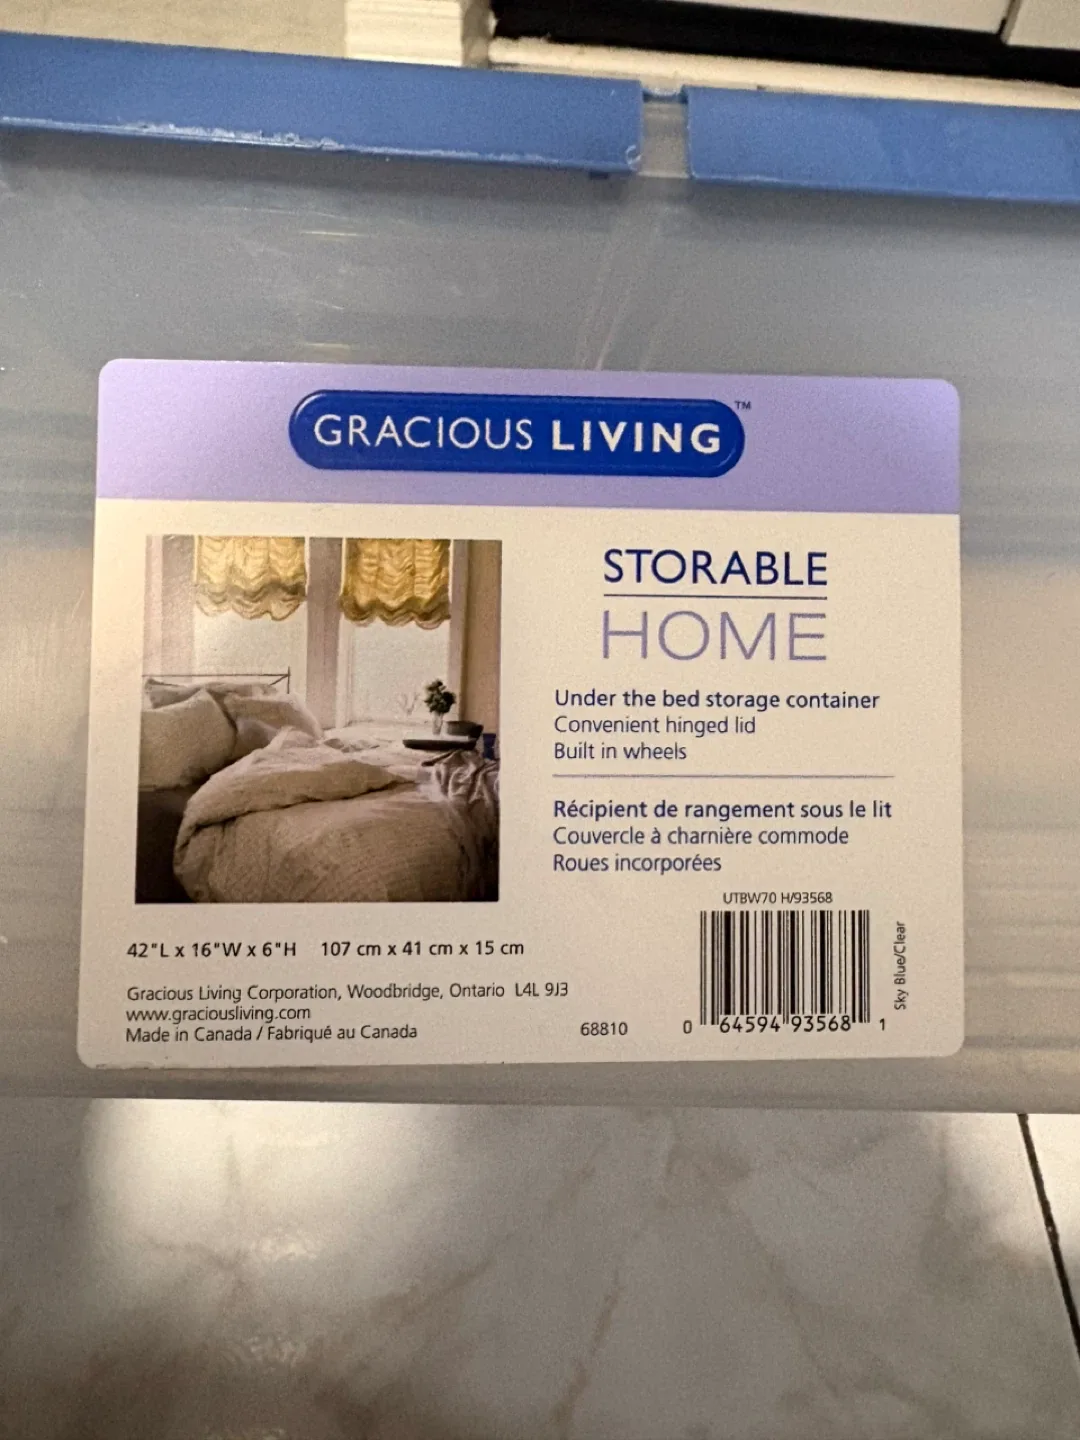 GRACIOUS LIVING™
STORABLE
HOME
Under the bed storage container
Convenient hinged lid
Built in wheels
Récipient de rangement sous le lit
Couvercle à charnière commode
Roues incorporées
UTBW70 H/93568
Sky Blue/Clear
0 64594 93568 1
42"L x 16"W x 6"H 107 cm x 41 cm x 15 cm
Gracious Living Corporation, Woodbridge, Ontario L4L 9J3
www.graciousliving.com
Made in Canada / Fabriqué au Canada
68810